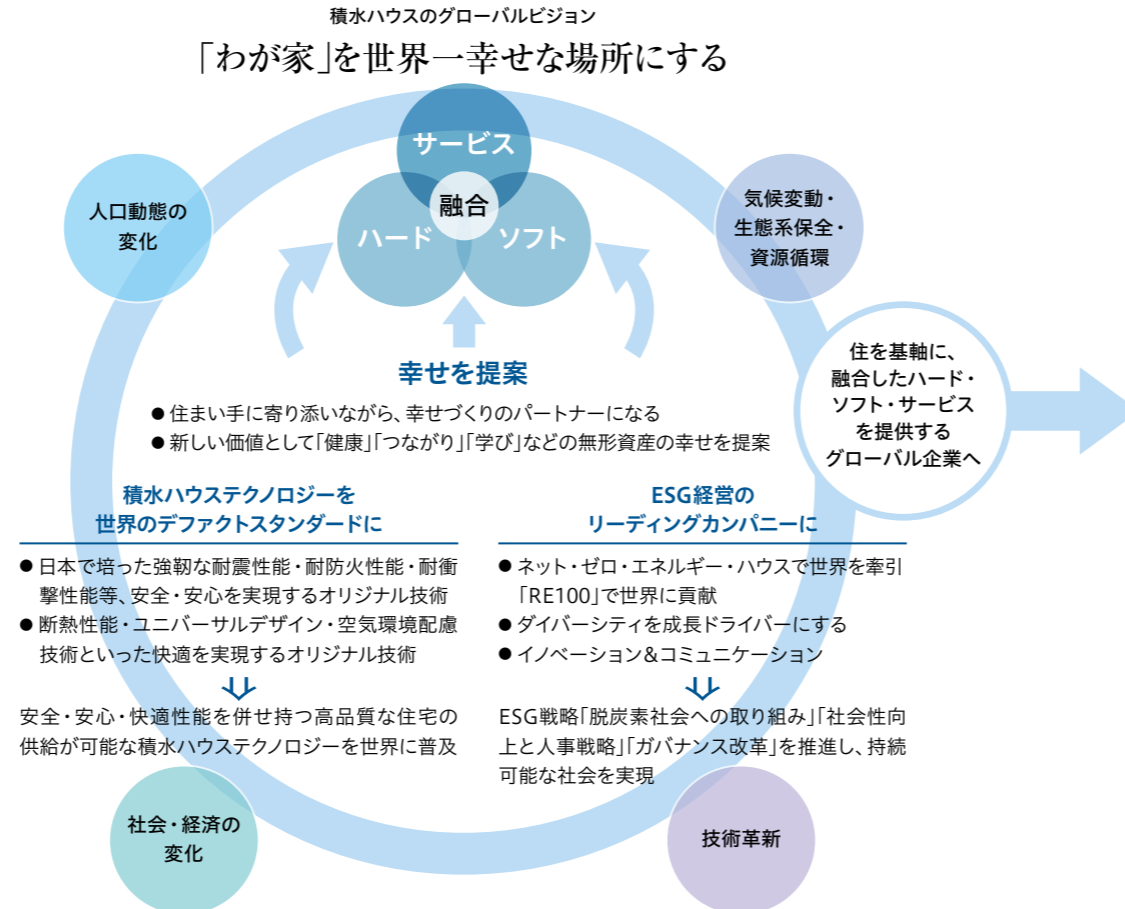 積水ハウスのグローバルビジョン
「わが家」を世界一幸せな場所にする
サービス
融合
ハード
ソフト
人口動態の
変化
気候変動・
生態系保全・
資源循環
住を基軸に、
融合したハード・
ソフト・サービス
を提供する
グローバル企業へ
幸せを提案
● 住まい手に寄り添いながら、幸せづくりのパートナーになる
● 新しい価値として「健康」「つながり」「学び」などの無形資産の幸せを提案
積水ハウステクノロジーを
世界のデファクトスタンダードに
● 日本で培った強靭な耐震性能・耐防火性能・耐衝
撃性能等、安全・安心を実現するオリジナル技術
● 断熱性能・ユニバーサルデザイン・空気環境配慮
技術といった快適を実現するオリジナル技術
安全・安心・快適性能を併せ持つ高品質な住宅の
供給が可能な積水ハウステクノロジーを世界に普及
ESG経営の
リーディングカンパニーに
● ネット・ゼロ・エネルギー・ハウスで世界を牽引
「RE100」で世界に貢献
● ダイバーシティを成長ドライバーにする
● イノベーション&コミュニケーション
ESG戦略「脱炭素社会への取り組み」「社会性向
上と人事戦略」「ガバナンス改革」を推進し、持続
可能な社会を実現
社会・経済の
変化
技術革新